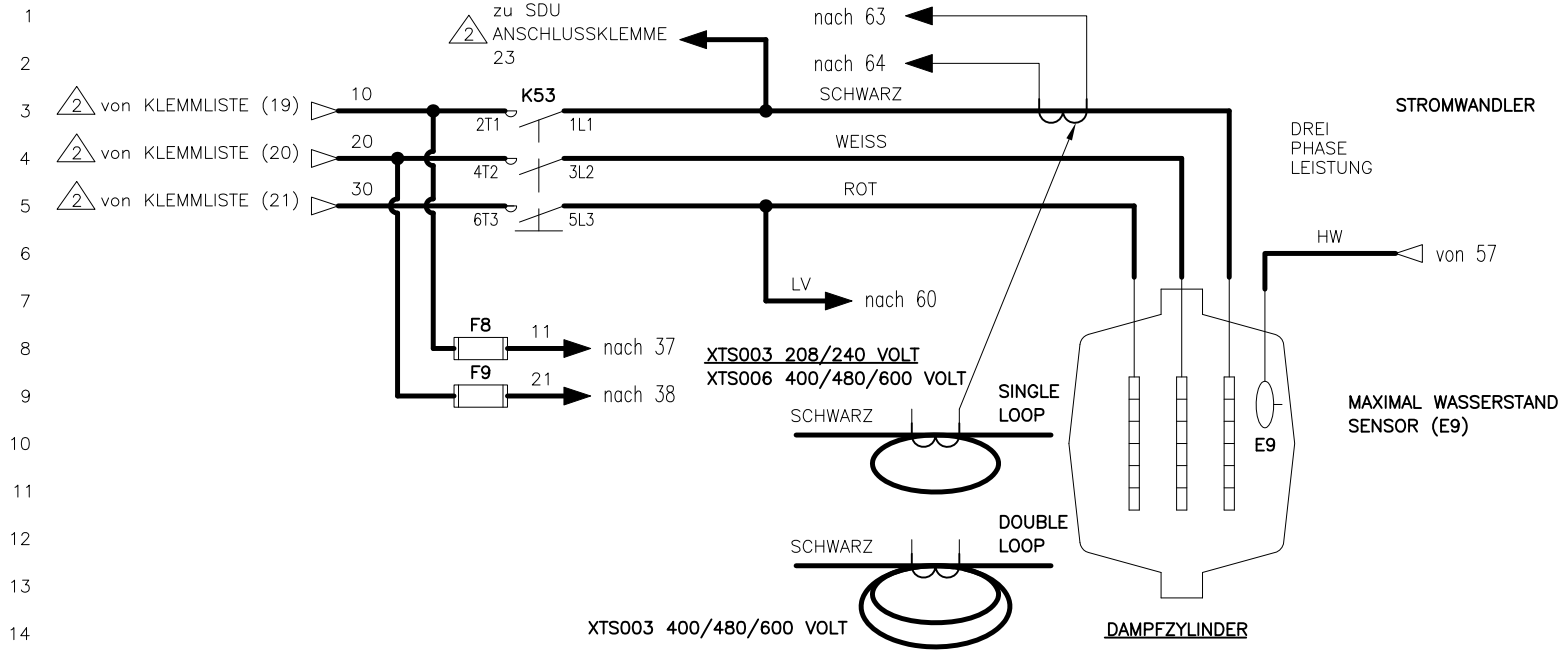 1
zu SDU
nach 63
2 ANSCHLUSSKLEMME
23
2
nach 64
3
2 von KLEMMLISTE (19)
10
K53
2T1
1L1
SCHWARZ
STROMWANDLER
DREI
PHASE
LEISTUNG
4
2 von KLEMMLISTE (20)
20
4T2
3L2
WEISS
5
2 von KLEMMLISTE (21)
30
6T3
5L3
ROT
6
HW
von 57
7
LV
nach 60
8
F8
11
nach 37
XTS003 208/240 VOLT
XTS006 400/480/600 VOLT
9
F9
21
nach 38
SINGLE
LOOP
SCHWARZ
MAXIMAL WASSERSTAND
SENSOR (E9)
10
E9
11
12
DOUBLE
LOOP
SCHWARZ
13
14
XTS003 400/480/600 VOLT
DAMPFZYLINDER